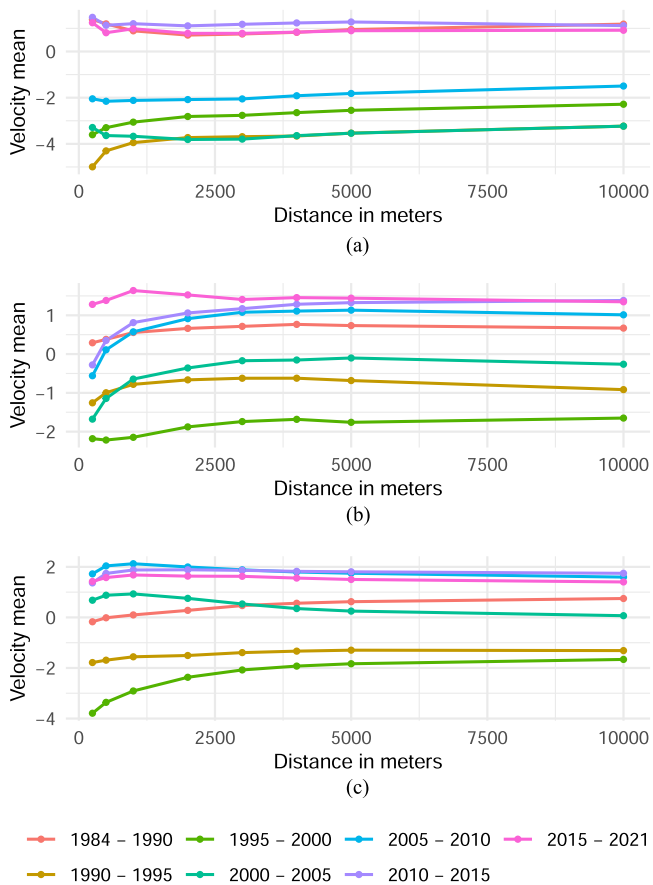 Velocity mean
0
−2
−4
0 2500 5000 7500 10000
Distance in meters
(a)
Velocity mean
1
0
−1
−2
0 2500 5000 7500 10000
Distance in meters
(b)
Velocity mean
2
0
−2
−4
0 2500 5000 7500 10000
Distance in meters
(c)
1984 − 1990 1995 − 2000 2005 − 2010 2015 − 2021
1990 − 1995 2000 − 2005 2010 − 2015